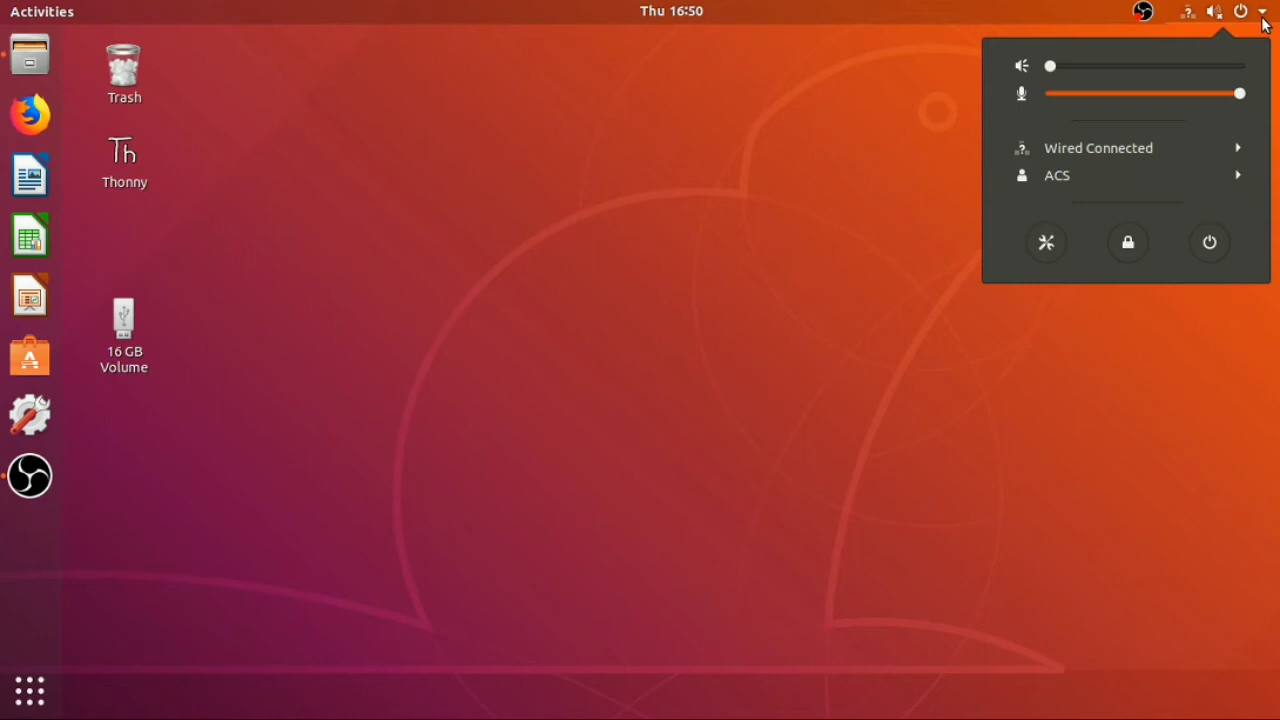 Activities
Thu 16:50
Trash
Th
Thonny
16 GB
Volume
Wired Connected
ACS